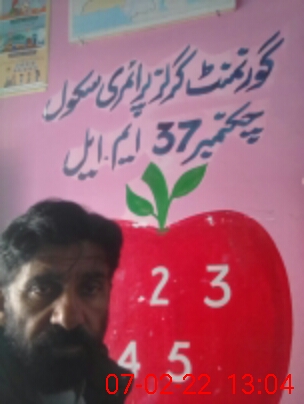 گورنمنٹ گرلز پرائمری سکول
چک نمبر 37 ایم.ایل
2 3
4 5
07-02-22 13:04